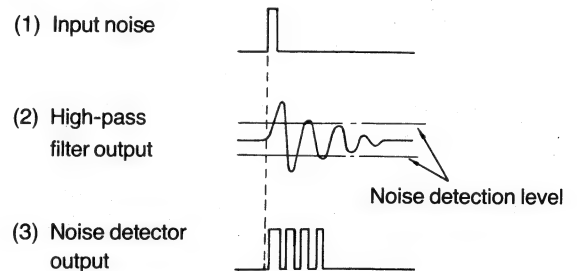 (1) Input noise
(2) High-pass
filter output
Noise detection level
(3) Noise detector
output